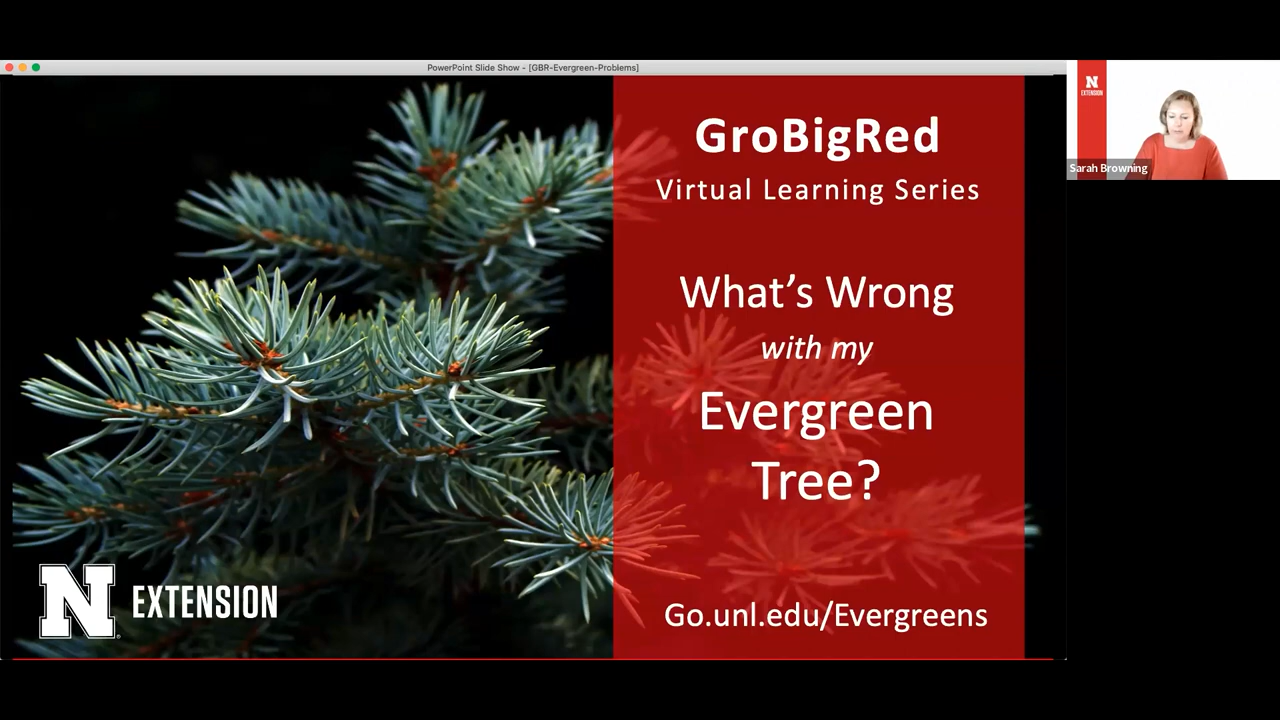 PowerPoint Slide Show - [GBR-Evergreen-Problems]
GroBigRed
Virtual Learning Series
What's Wrong
with my
Evergreen
Tree?
Go.unl.edu/Evergreens
N
EXTENSION
N
EXTENSION
Sarah Browning